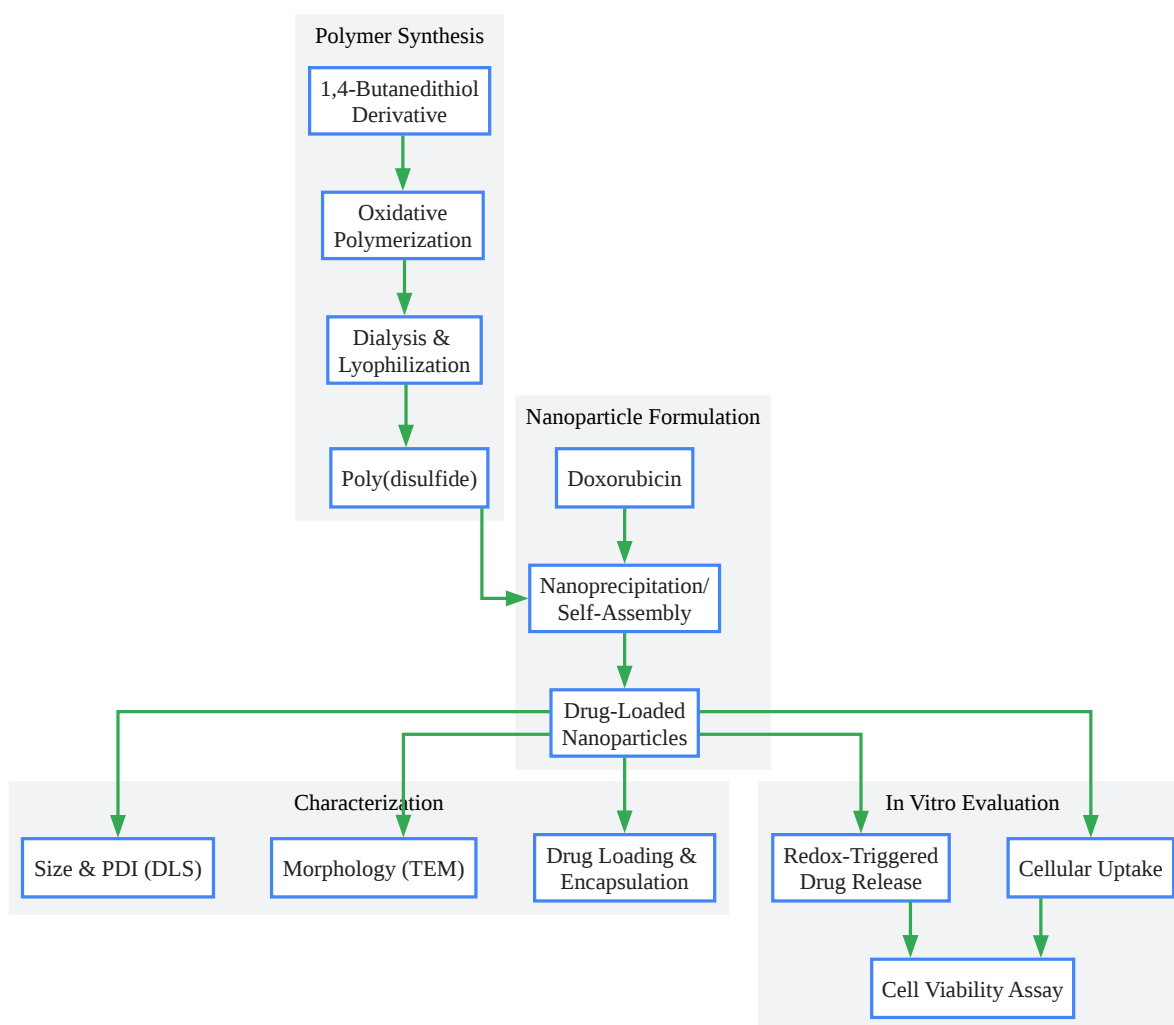 Polymer Synthesis
1,4-Butanedithiol
Derivative
Oxidative
Polymerization
Dialysis &
Lyophilization
Poly(disulfide)
Nanoparticle Formulation
Doxorubicin
Nanoprecipitation/
Self-Assembly
Drug-Loaded
Nanoparticles
Characterization
Size & PDI (DLS)
Morphology (TEM)
Drug Loading &
Encapsulation
In Vitro Evaluation
Redox-Triggered
Drug Release
Cellular Uptake
Cell Viability Assay